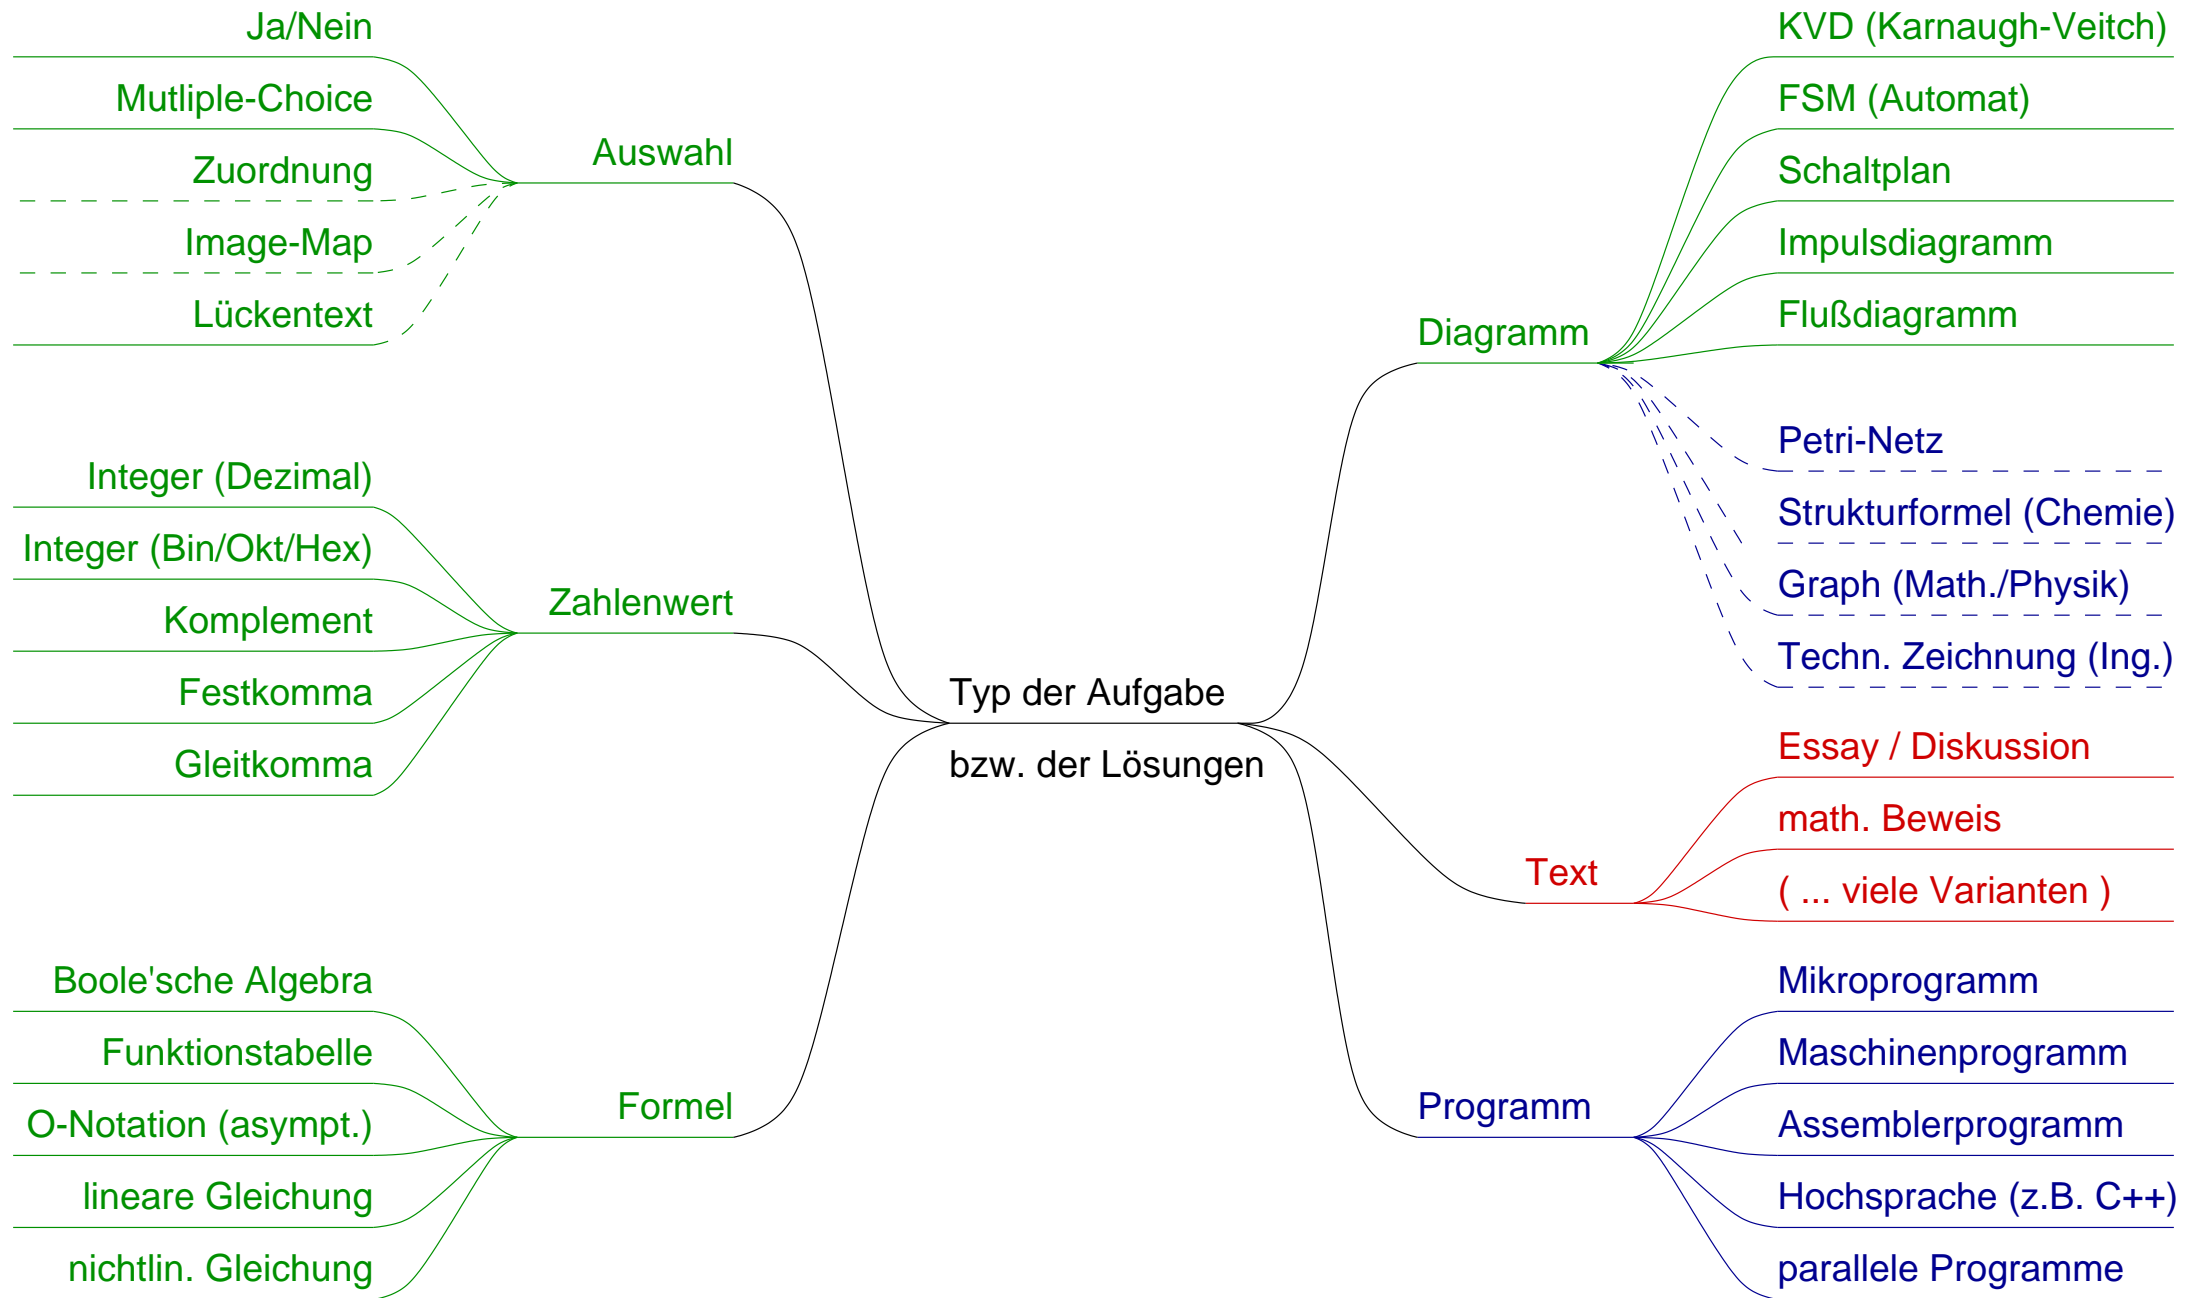 Ja/Nein
Mutliple-Choice
Zuordnung
Image-Map
Lückentext
Auswahl
Integer (Dezimal)
Integer (Bin/Okt/Hex)
Komplement
Festkomma
Gleitkomma
Zahlenwert
Boole'sche Algebra
Funktionstabelle
O-Notation (asympt.)
lineare Gleichung
nichtlin. Gleichung
Formel
Typ der Aufgabe
bzw. der Lösungen
Diagramm
KVD (Karnaugh-Veitch)
FSM (Automat)
Schaltplan
Impulsdiagramm
Flußdiagramm
Petri-Netz
Strukturformel (Chemie)
Graph (Math./Physik)
Techn. Zeichnung (Ing.)
Text
Essay / Diskussion
math. Beweis
( ... viele Varianten )
Programm
Mikroprogramm
Maschinenprogramm
Assemblerprogramm
Hochsprache (z.B. C++)
parallele Programme